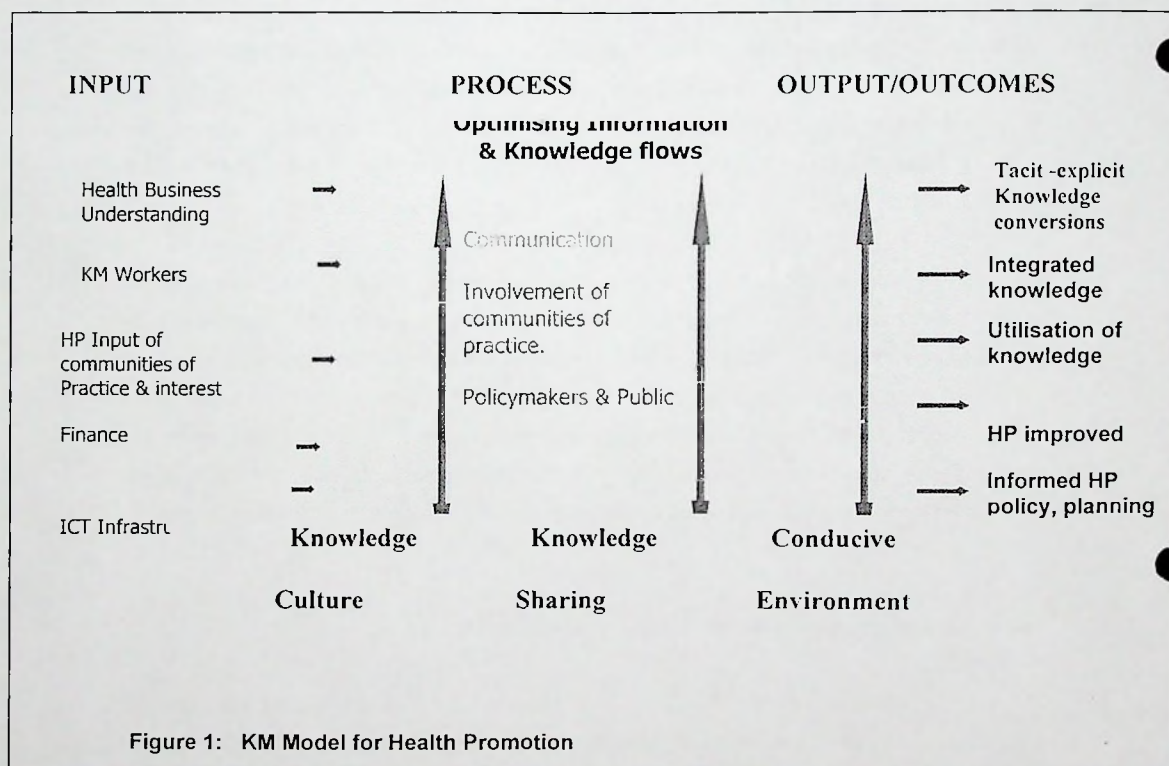 INPUT
PROCESS
OUTPUT/OUTCOMES
Optimising Information
& Knowledge flows
Health Business
Understanding
KM Workers
HP Input of
communities of
Practice & interest
Finance
ICT Infrastru
Communication
Involvement of
communities of
practice.
Policymakers & Public
Tacit -explicit
Knowledge
conversions
Integrated
knowledge
Utilisation of
knowledge
HP improved
Informed HP
policy, planning
Knowledge
Culture
Knowledge
Sharing
Conducive
Environment
Figure 1: KM Model for Health Promotion